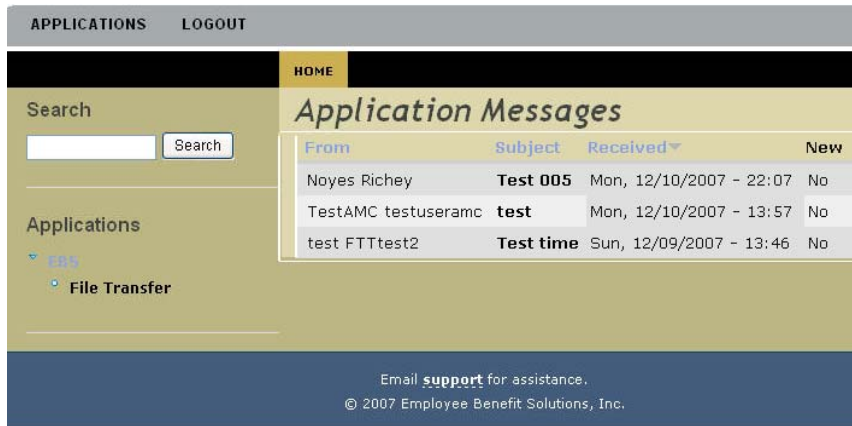 APPLICATIONS LOGOUT
HOME
Search
Search
Applications
EBS
File Transfer
Application Messages
From Subject Received New
Noyes Richey Test 005 Mon, 12/10/2007 - 22:07 No
TestAMC testuseramc test Mon, 12/10/2007 - 13:57 No
test FTTtest2 Test time Sun, 12/09/2007 - 13:46 No
Email support for assistance.
© 2007 Employee Benefit Solutions, Inc.